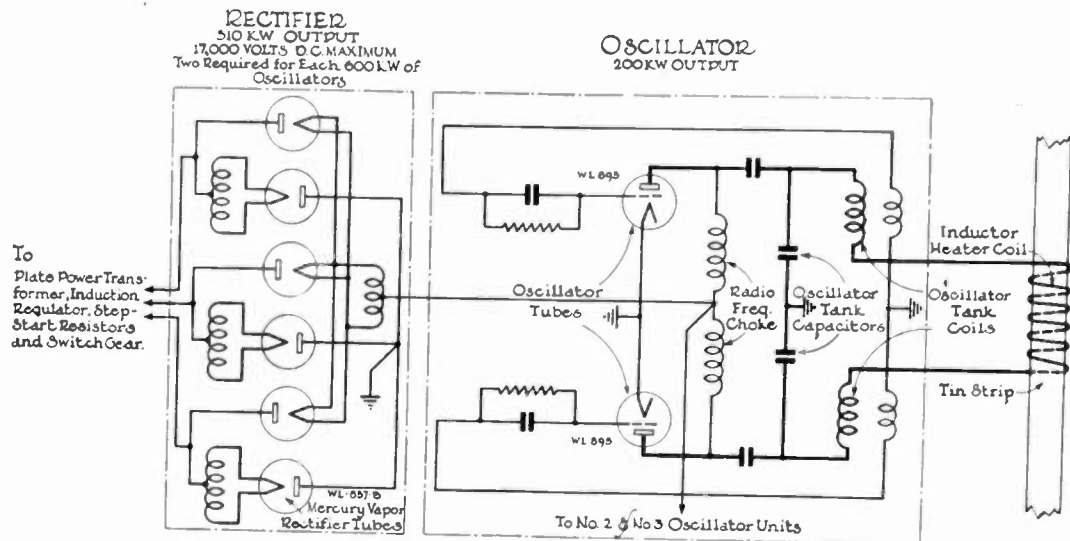 RECTIFIER
510 KW OUTPUT
17,000 VOLTS D.C. MAXIMUM
Two Required for Each 600 KW of
Oscillators
OSCILLATOR
200 KW OUTPUT
To
Plate Power Trans-
former, Induction
Regulator, Step-
Start Resistors
and Switch Gear.
WL-857-B
Mercury Vapor
Rectifier Tubes
WL 895
Oscillator
Tubes
WL 895
Radio
Freq.
Choke
Oscillator
Tank
Capacitors
Inductor
Heater Coil
Oscillator
Tank
Coils
Tin Strip
To No. 2 & No 3 Oscillator Units